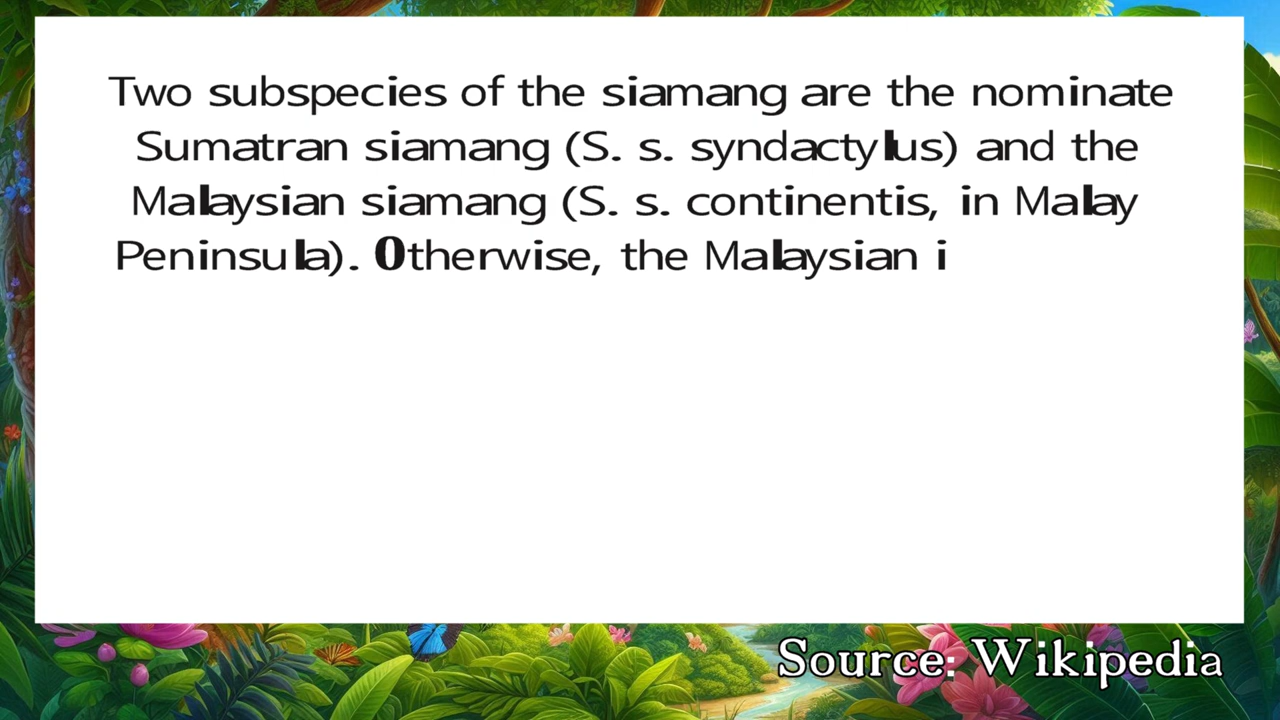 Two subspecies of the siamang are the nominate
Sumatran siamang (S. s. syndactylus) and the
Malaysian siamang (S. s. continentis, in Malay
Peninsula). Otherwise, the Malaysian i
Source: Wikipedia